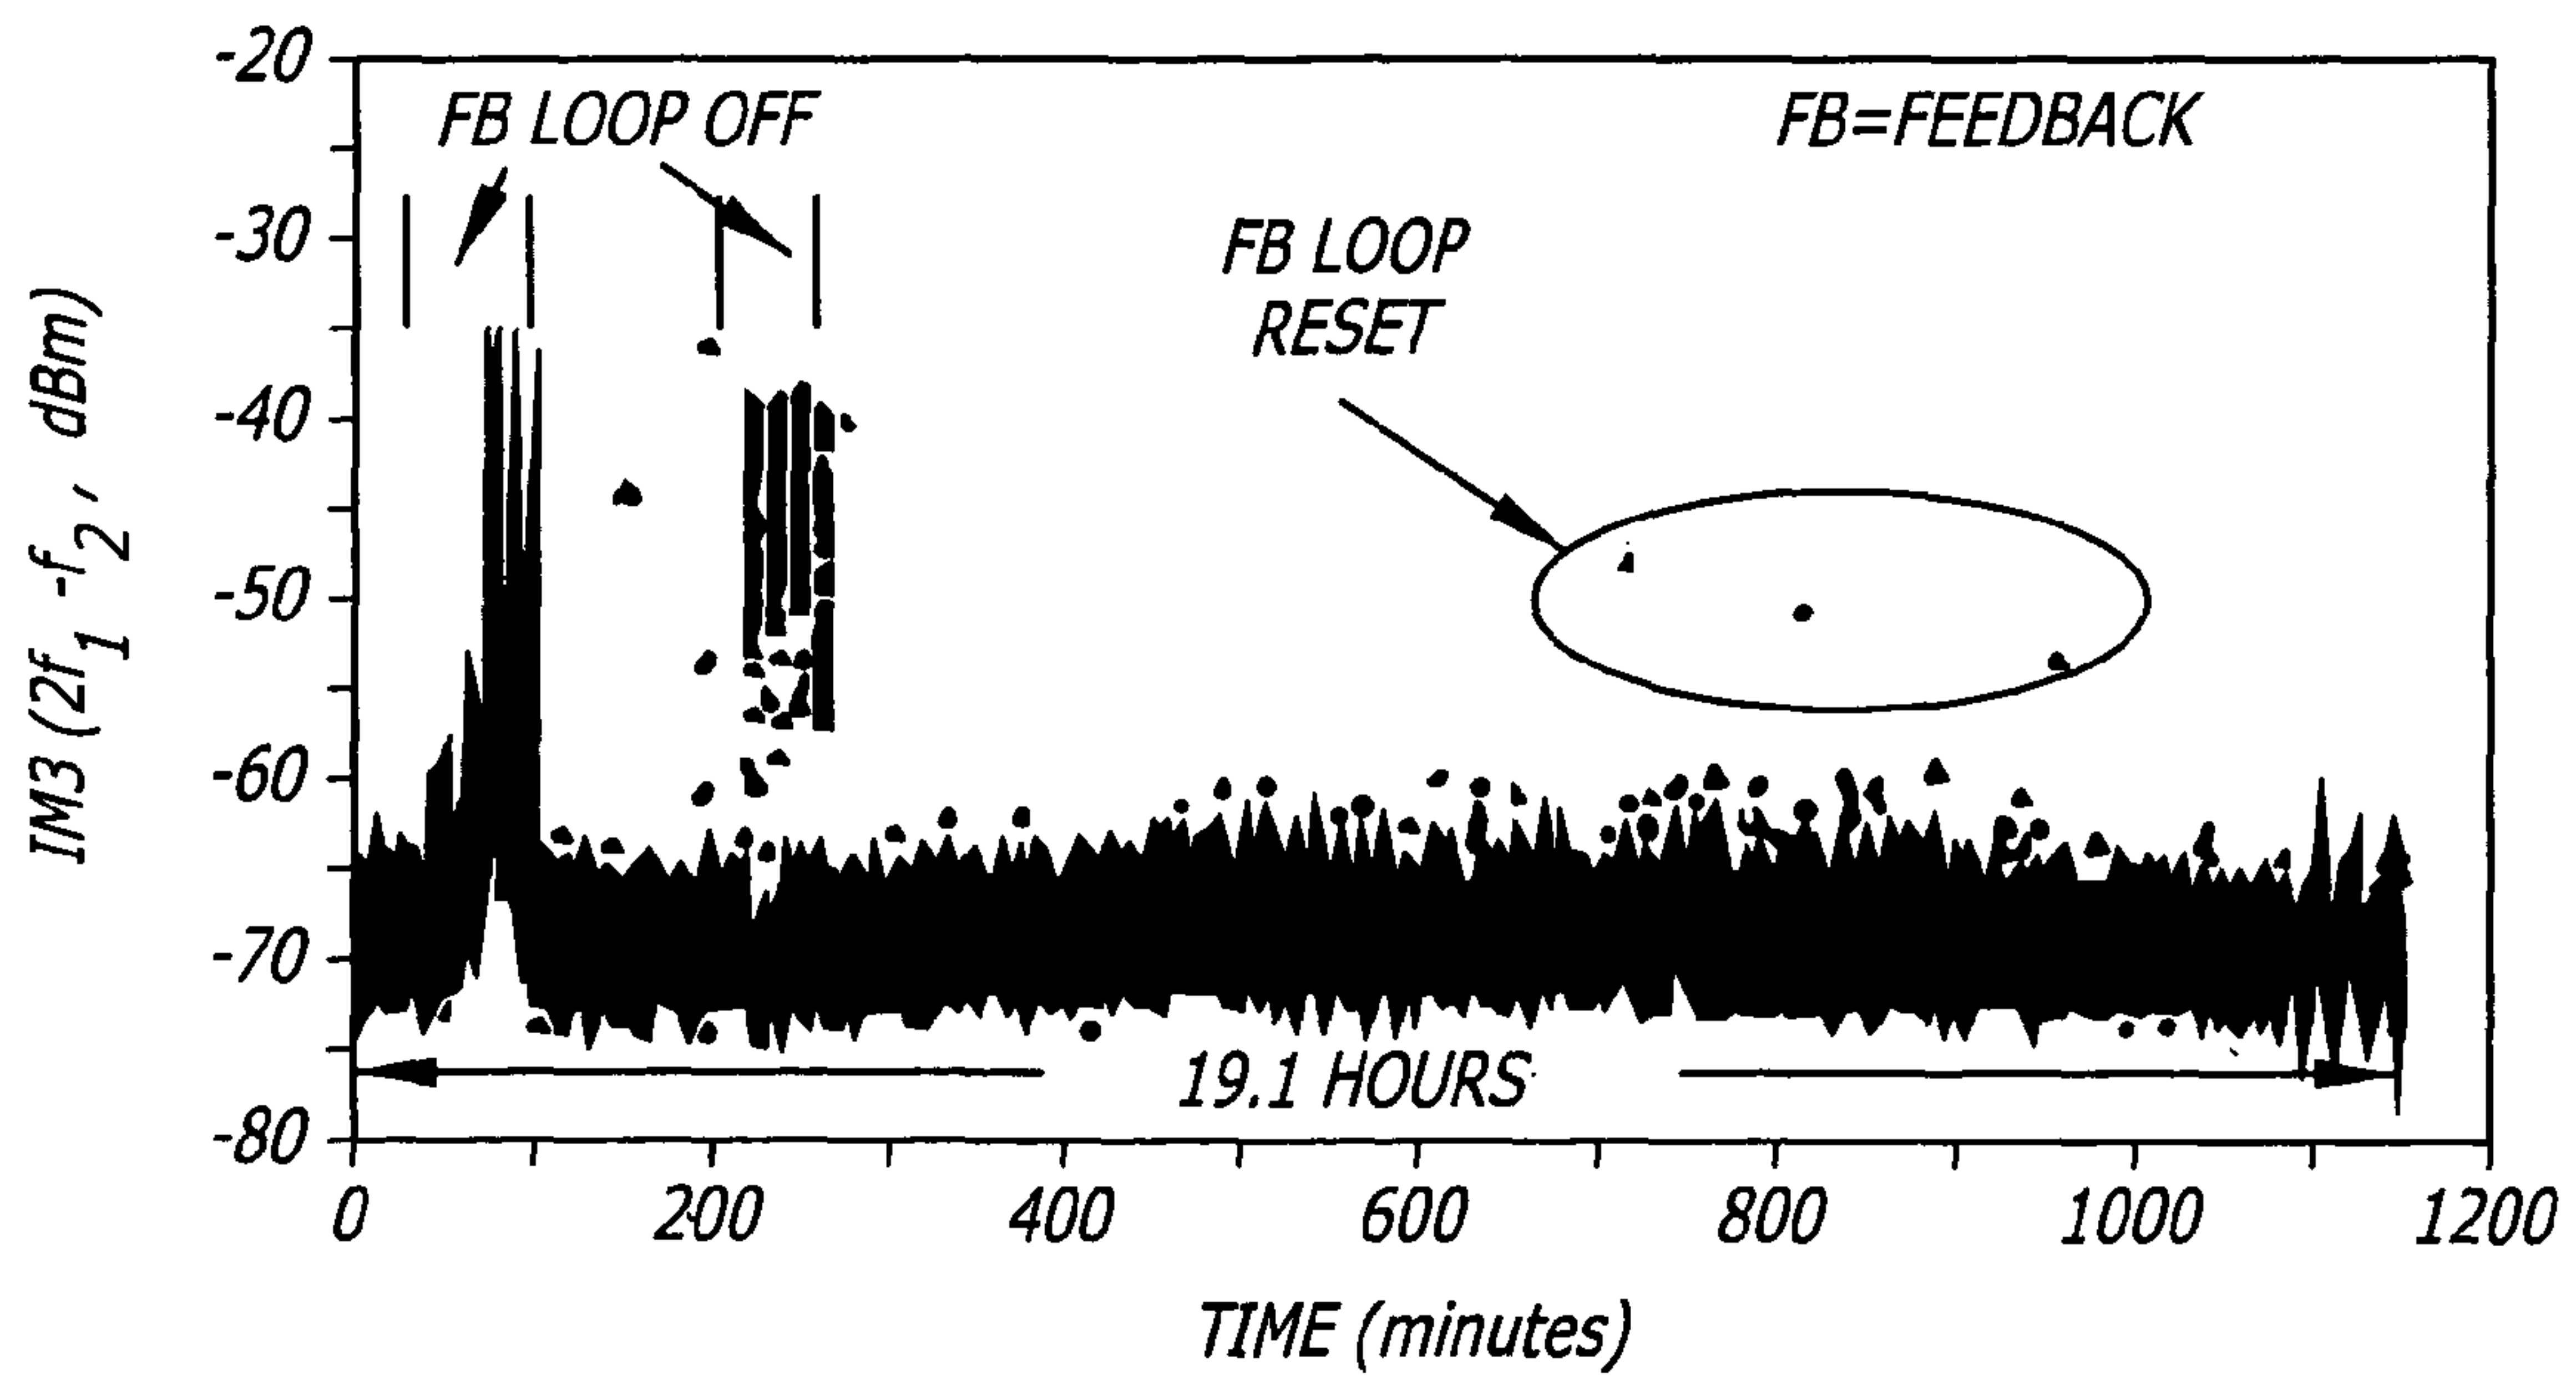 -20
FB LOOP OFF
FB=FEEDBACK
-30
FB LOOP
RESET
-40
-50
-60
-70
19.1 HOURS
-80
0 200 400 600 800 1000 1200
TIME (minutes)
IM3 (2f1 -f2, dBm)